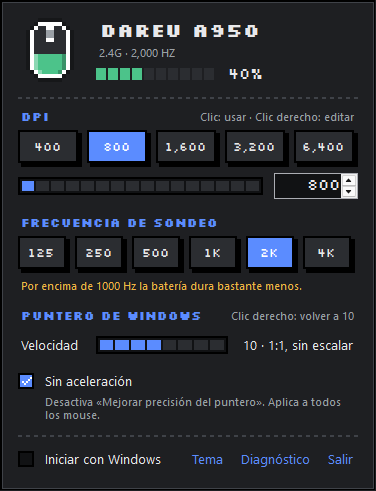 DAREU A950
2.4G · 2,000 HZ
40%
DPI
Clic: usar · Clic derecho: editar
400 800 1,600 3,200 6,400
800
FRECUENCIA DE SONDEO
125 250 500 1K 2K 4K
Por encima de 1000 Hz la batería dura bastante menos.
PUNTERO DE WINDOWS
Clic derecho: volver a 10
Velocidad
10 · 1:1, sin escalar
Sin aceleración
Desactiva «Mejorar precisión del puntero». Aplica a todos
los mouse.
Iniciar con Windows
Tema Diagnóstico Salir